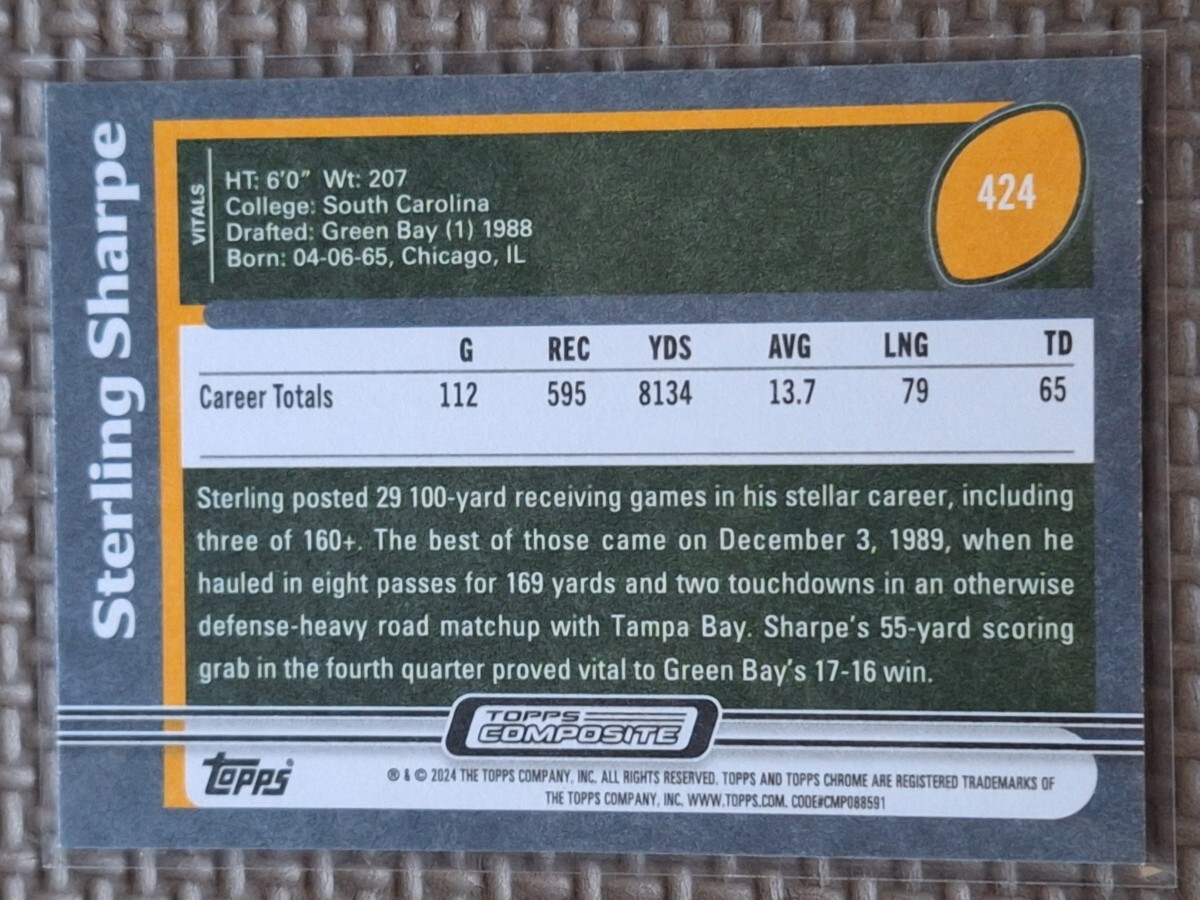 Sterling Sharpe
VITALS
HT: 6'0" Wt: 207
College: South Carolina
Drafted: Green Bay (1) 1988
Born: 04-06-65, Chicago, IL
424
G REC YDS AVG LNG TD
Career Totals 112 595 8134 13.7 79 65
Sterling posted 29 100-yard receiving games in his stellar career, including
three of 160+. The best of those came on December 3, 1989, when he
hauled in eight passes for 169 yards and two touchdowns in an otherwise
defense-heavy road matchup with Tampa Bay. Sharpe's 55-yard scoring
grab in the fourth quarter proved vital to Green Bay's 17-16 win.
TOPPS
COMPOSITE
topps®
® & © 2024 THE TOPPS COMPANY, INC. ALL RIGHTS RESERVED. TOPPS AND TOPPS CHROME ARE REGISTERED TRADEMARKS OF
THE TOPPS COMPANY, INC. WWW.TOPPS.COM. CODE#CMP088591